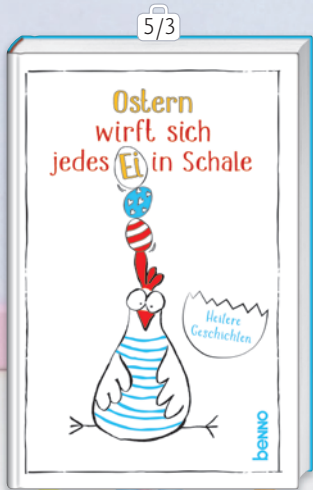 5/3
Ostern
wirft sich
jedes Ei in Schale
Heitere
Geschichten
benno